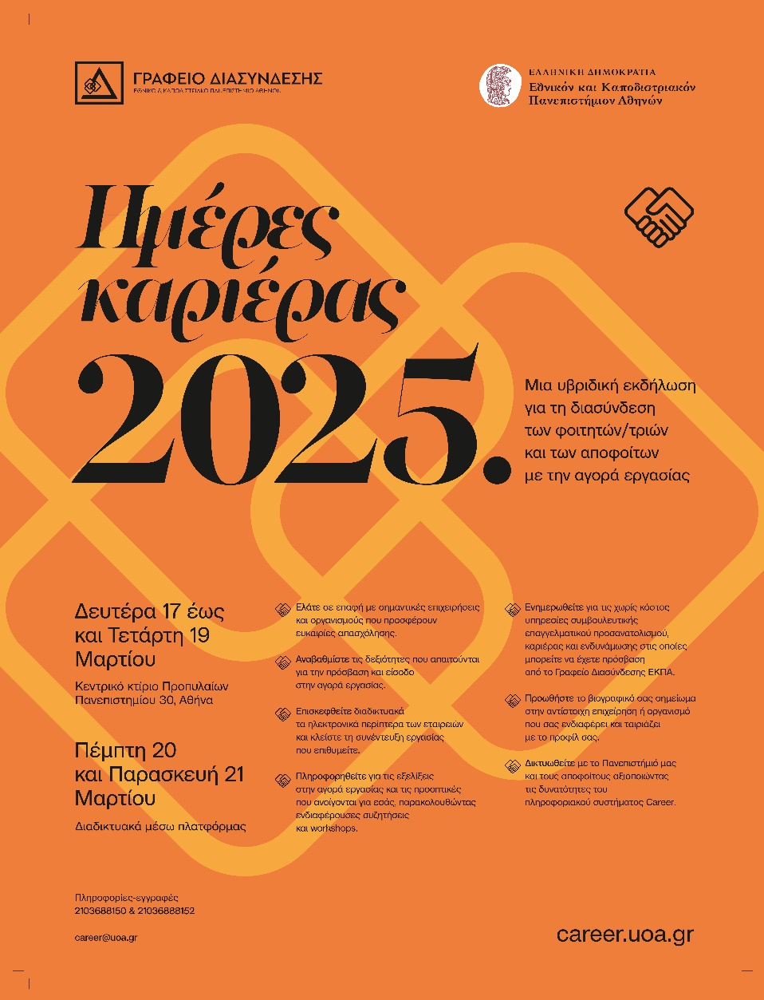 ΓΡΑΦΕΙΟ ΔΙΑΣΥΝΔΕΣΗΣ
ΕΘΝΙΚΟ & ΚΑΠΟΔΙΣΤΡΙΑΚΟ ΠΑΝΕΠΙΣΤΗΜΙΟ ΑΘΗΝΩΝ
ΕΛΛΗΝΙΚΗ ΔΗΜΟΚΡΑΤΙΑ
Εθνικόν και Καποδιστριακόν
Πανεπιστήμιον Αθηνών
Ημέρες
καριέρας
2025.
Μια υβριδική εκδήλωση
για τη διασύνδεση
των φοιτητών/τριών
και των αποφοίτων
με την αγορά εργασίας
Δευτέρα 17 έως
και Τετάρτη 19
Μαρτίου
Κεντρικό κτίριο Προπυλαίων
Πανεπιστημίου 30, Αθήνα
Πέμπτη 20
και Παρασκευή 21
Μαρτίου
Διαδικτυακά μέσω πλατφόρμας
Ελάτε σε επαφή με σημαντικές επιχειρήσεις
και οργανισμούς που προσφέρουν
ευκαιρίες απασχόλησης.
Αναβαθμίστε τις δεξιότητες που απαιτούνται
για την πρόσβαση και είσοδο
στην αγορά εργασίας.
Επισκεφθείτε διαδικτυακά
τα ηλεκτρονικά περίπτερα των εταιρειών
και κλείστε τη συνέντευξη εργασίας
που επιθυμείτε.
Πληροφορηθείτε για τις εξελίξεις
στην αγορά εργασίας και τις προοπτικές
που ανοίγονται για εσάς, παρακολουθώντας
ενδιαφέρουσες συζητήσεις
και workshops.
Ενημερωθείτε για τις χωρίς κόστος
υπηρεσίες συμβουλευτικής
επαγγελματικού προσανατολισμού,
καριέρας και ενδυνάμωσης στις οποίες
μπορείτε να έχετε πρόσβαση
από το Γραφείο Διασύνδεσης ΕΚΠΑ.
Προωθήστε το βιογραφικό σας σημείωμα
στην αντίστοιχη επιχείρηση ή οργανισμό
που σας ενδιαφέρει και ταιριάζει
με το προφίλ σας.
Δικτυωθείτε με το Πανεπιστήμιό μας
και τους αποφοίτους αξιοποιώντας
τις δυνατότητες του
πληροφοριακού συστήματος Career.
Πληροφορίες-εγγραφές
2103688150 & 21036888152
career@uoa.gr
career.uoa.gr